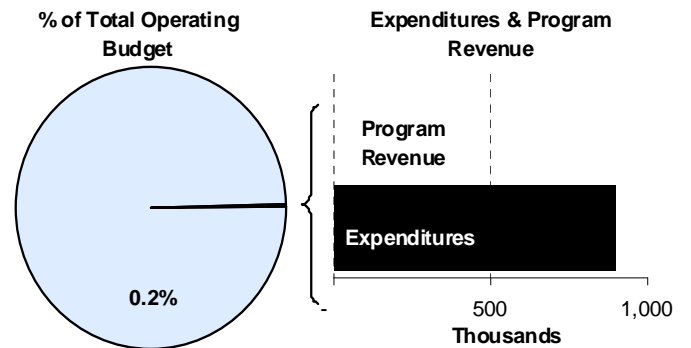 % of Total Operating
Budget
0.2%
Expenditures & Program
Revenue
Program
Revenue
Expenditures
- 500 1,000
Thousands